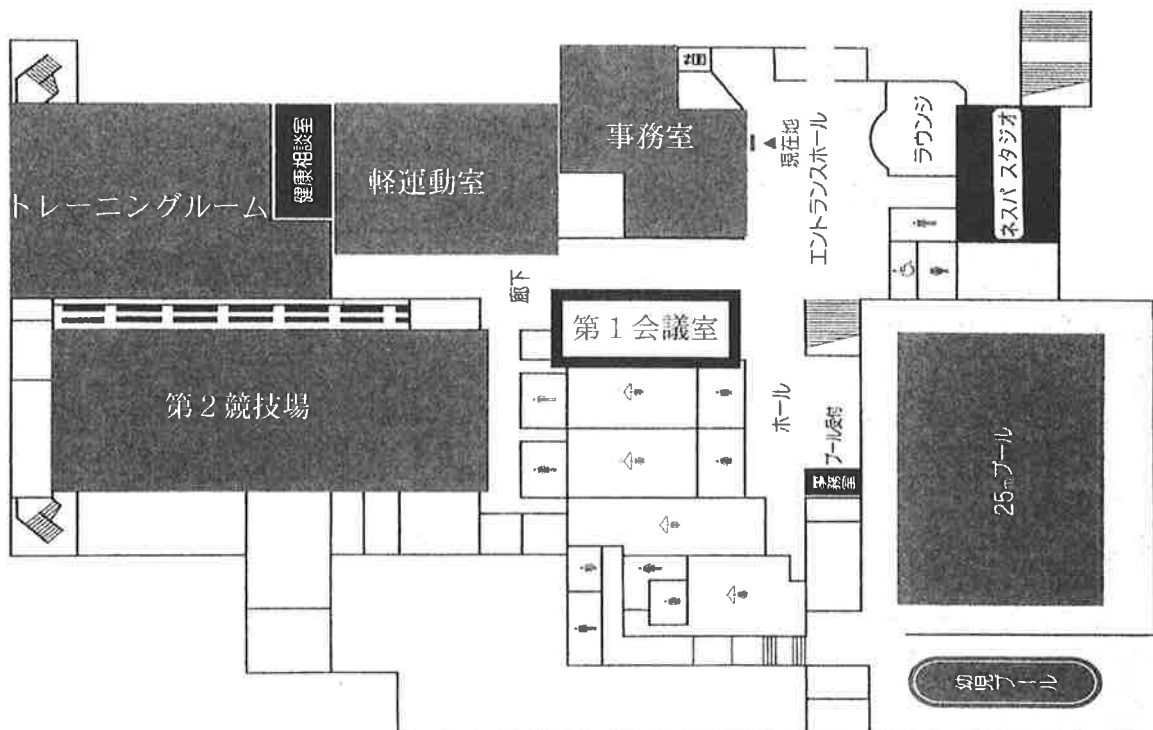 事務室
現在地
エントランスホール
ラウンジ
ネスパ スタジオ
健康相談室
軽運動室
トレーニングルーム
廊下
第1会議室
第2競技場
ホール
プール受付
事務室
25mプール
幼児プール